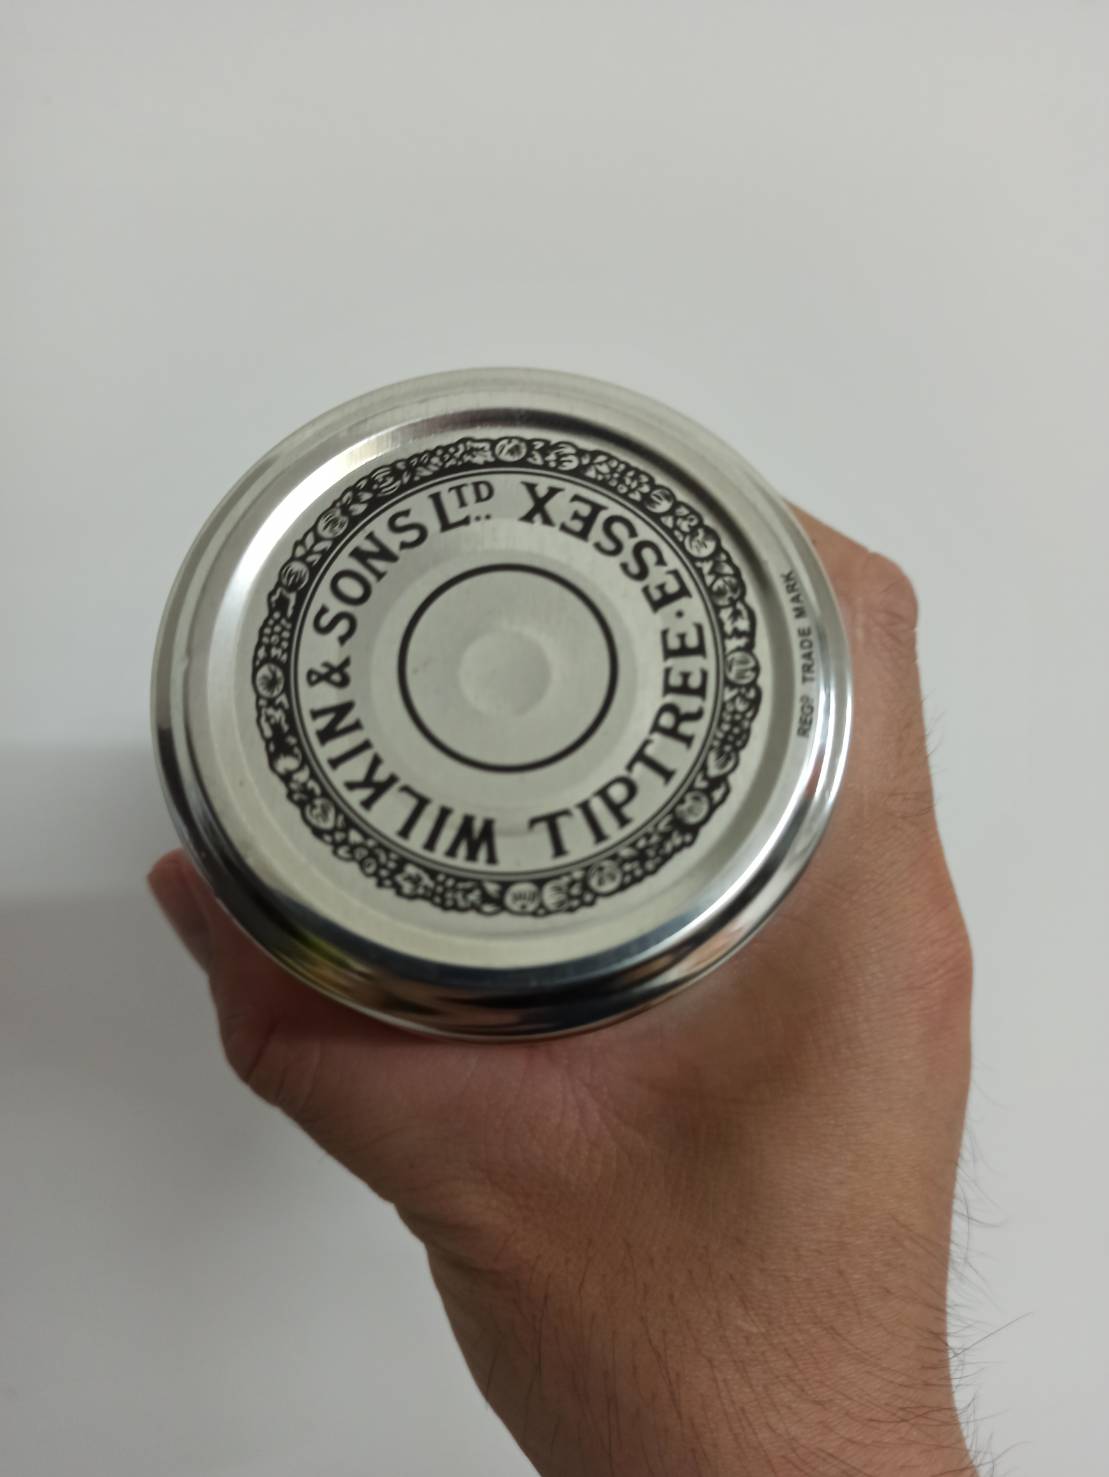 WILKIN & SONS LTD..
TIPTREE·ESSEX
REGD TRADE MARK